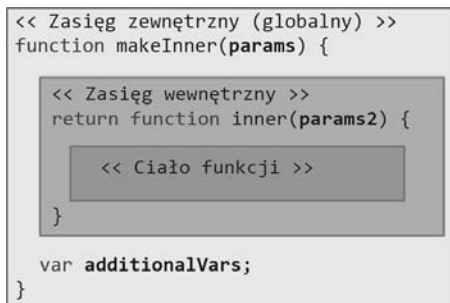 << Zasięg zewnętrzny (globalny) >>
function makeInner(params) {
<< Zasięg wewnętrzny >>
return function inner(params2) {
<< Ciało funkcji >>
}
var additionalVars;
}